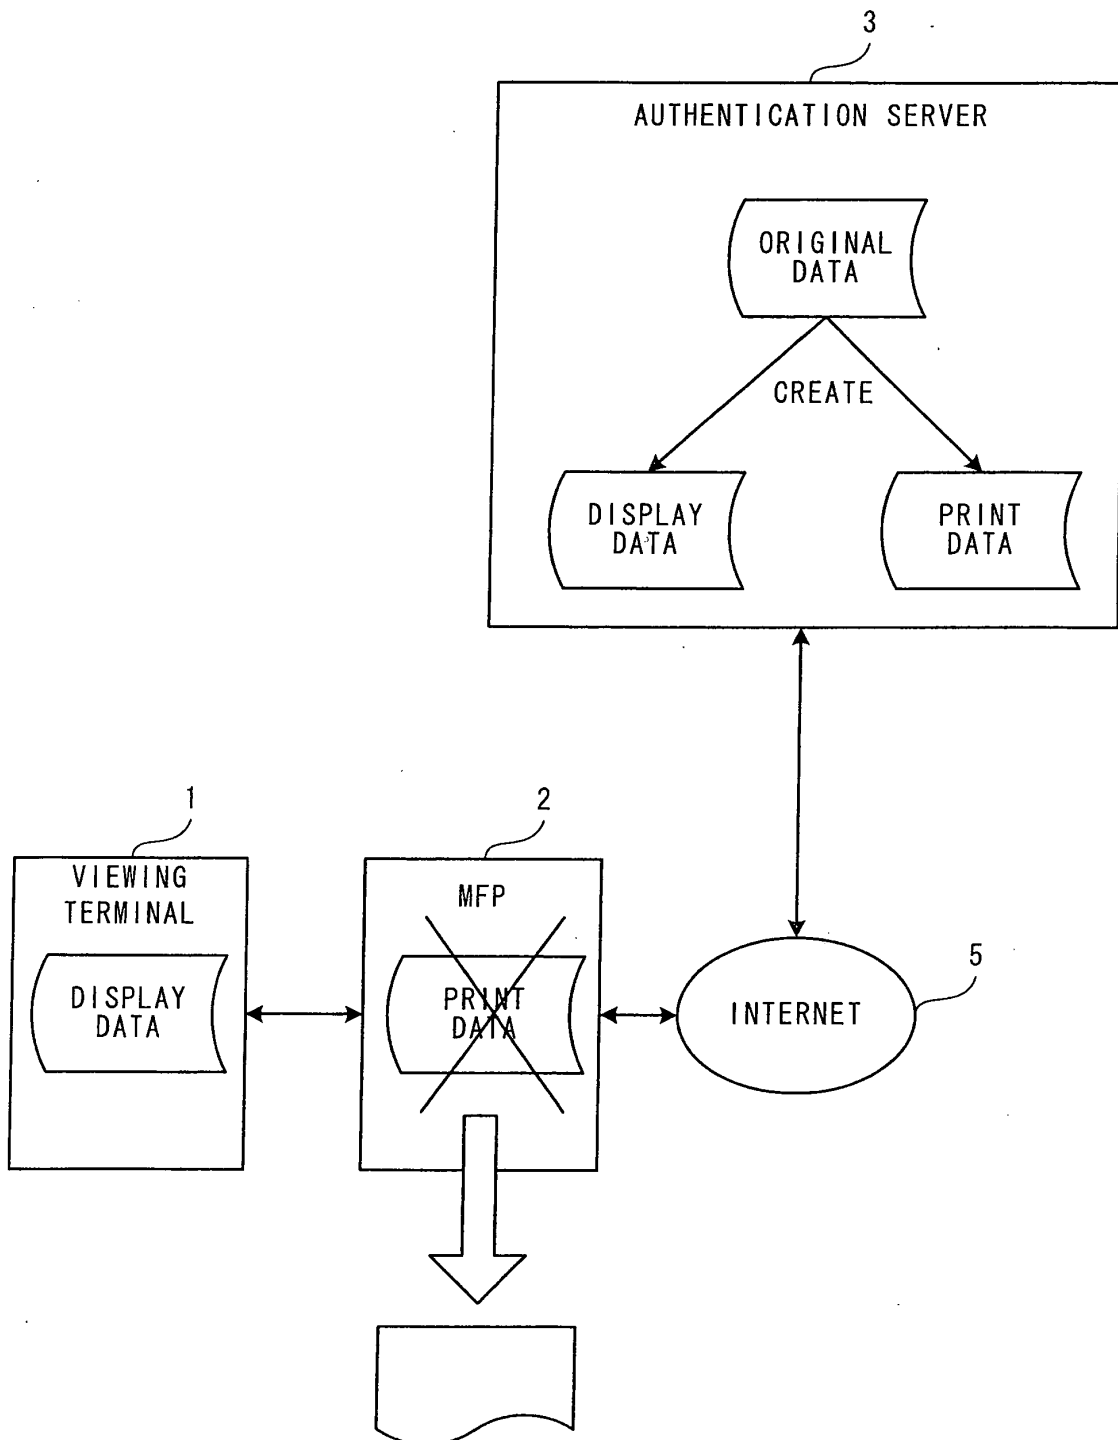 3
AUTHENTICATION SERVER
ORIGINAL
DATA
CREATE
DISPLAY
DATA
PRINT
DATA
1
2
VIEWING
TERMINAL
MFP
5
DISPLAY
DATA
PRINT
DATA
INTERNET